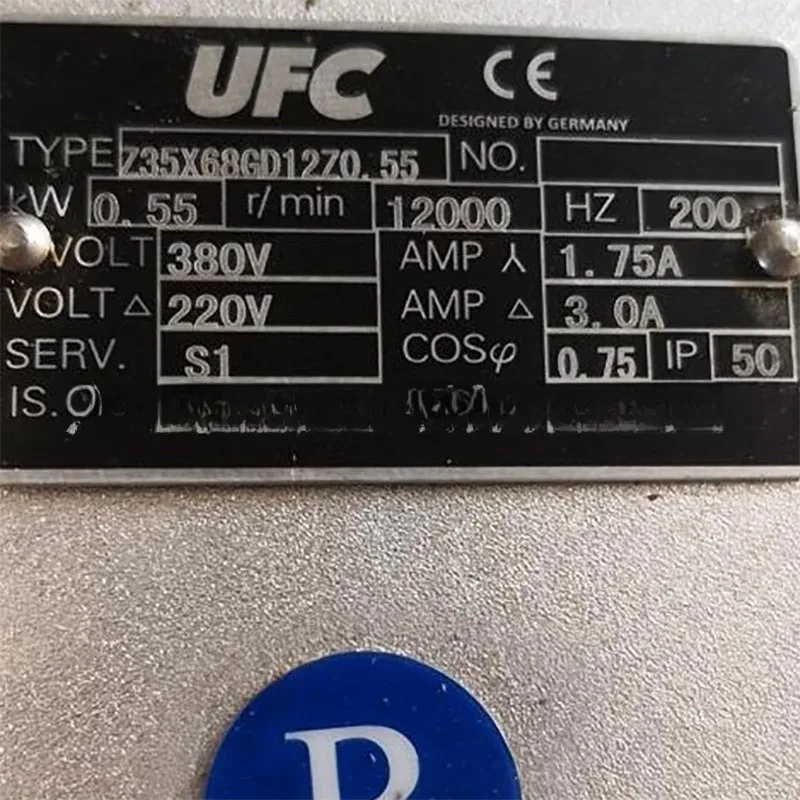 UFC CE
DESIGNED BY GERMANY
TYPE Z35X68GD12Z0.55 NO.
kW 0.55 r/min 12000 HZ 200
VOLT 380V AMP ⅄ 1.75A
VOLT △ 220V AMP △ 3.0A
SERV. S1 COSφ 0.75 IP 50
IS.